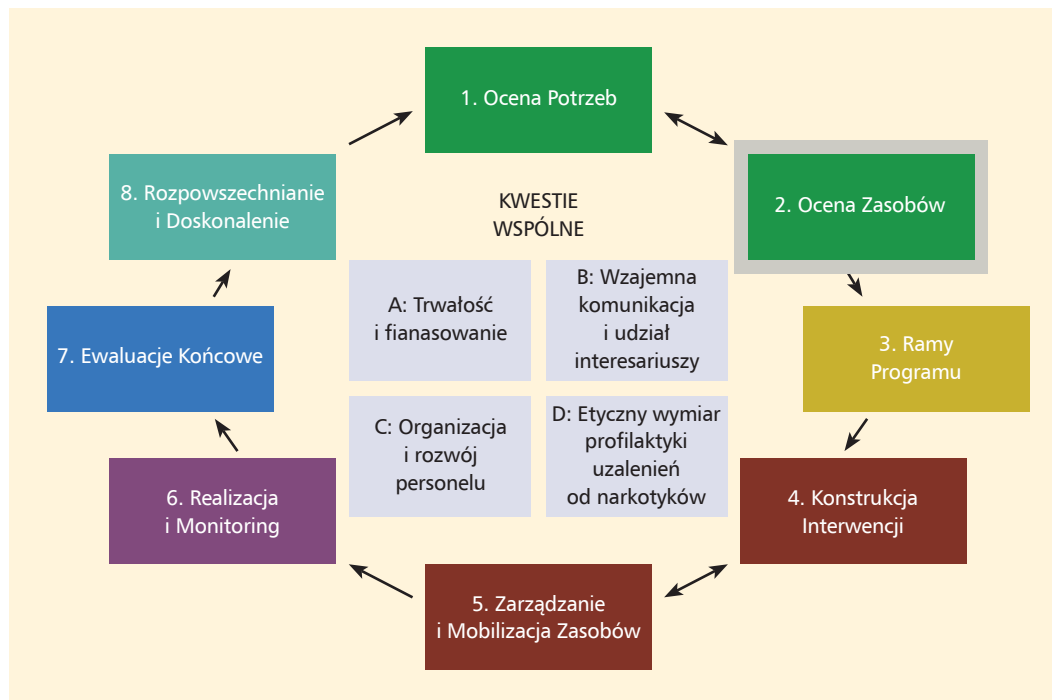 1. Ocena Potrzeb
2. Ocena Zasobów
3. Ramy
Programu
4. Konstrukcja
Interwencji
5. Zarządzanie
i Mobilizacja Zasobów
6. Realizacja
i Monitoring
7. Ewaluacje Końcowe
8. Rozpowszechnianie
i Doskonalenie
KWESTIE
WSPÓLNE
A: Trwałość
i fianasowanie
B: Wzajemna
komunikacja
i udział
interesariuszy
C: Organizacja
i rozwój
personelu
D: Etyczny wymiar
profilaktyki
uzalenień
od narkotyków